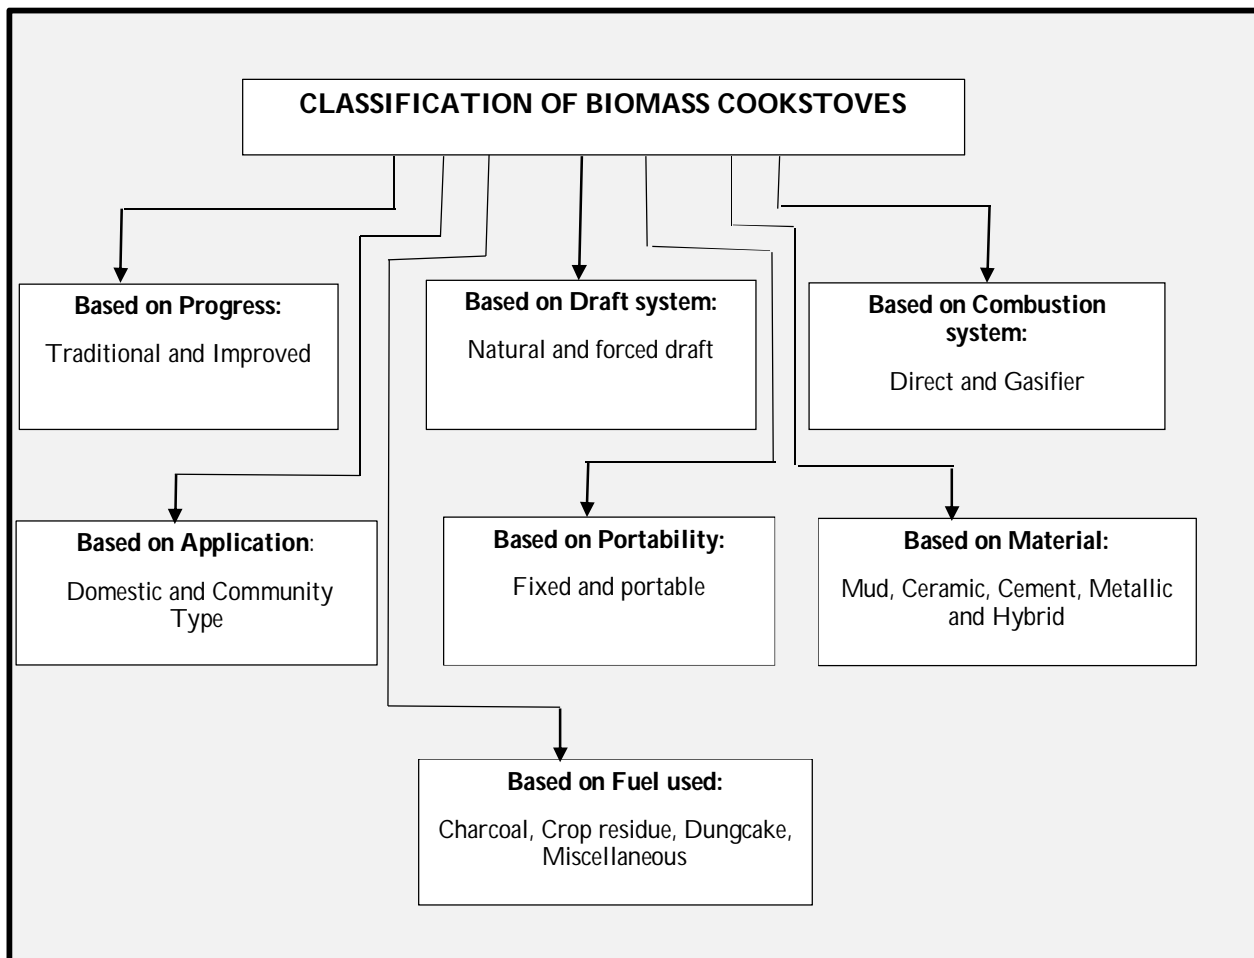 CLASSIFICATION OF BIOMASS COOKSTOVES
Based on Progress:
Traditional and Improved
Based on Draft system:
Natural and forced draft
Based on Combustion
system:
Direct and Gasifier
Based on Application:
Domestic and Community
Type
Based on Portability:
Fixed and portable
Based on Material:
Mud, Ceramic, Cement, Metallic
and Hybrid
Based on Fuel used:
Charcoal, Crop residue, Dungcake,
Miscellaneous